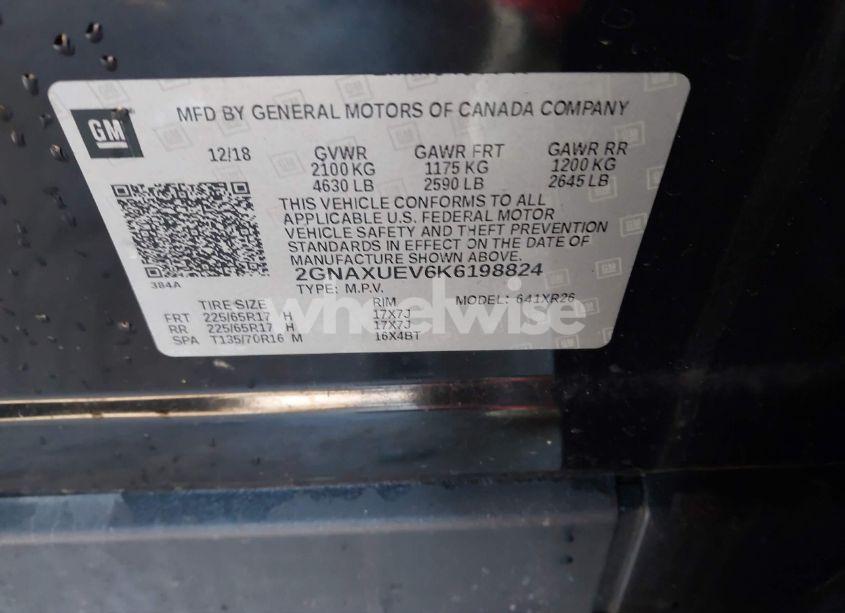 GM
MFD BY GENERAL MOTORS OF CANADA COMPANY
12/18 GVWR GAWR FRT GAWR RR
2100 KG 1175 KG 1200 KG
4630 LB 2590 LB 2645 LB
THIS VEHICLE CONFORMS TO ALL
APPLICABLE U.S. FEDERAL MOTOR
VEHICLE SAFETY AND THEFT PREVENTION
STANDARDS IN EFFECT ON THE DATE OF
MANUFACTURE SHOWN ABOVE.
384A
2GNAXUEV6K6198824
TYPE: M.P.V. MODEL: 641XR26
TIRE SIZE RIM
FRT 225/65R17 H 17X7J
RR 225/65R17 H 17X7J
SPA T135/70R16 M 16X4BT
wheelwise